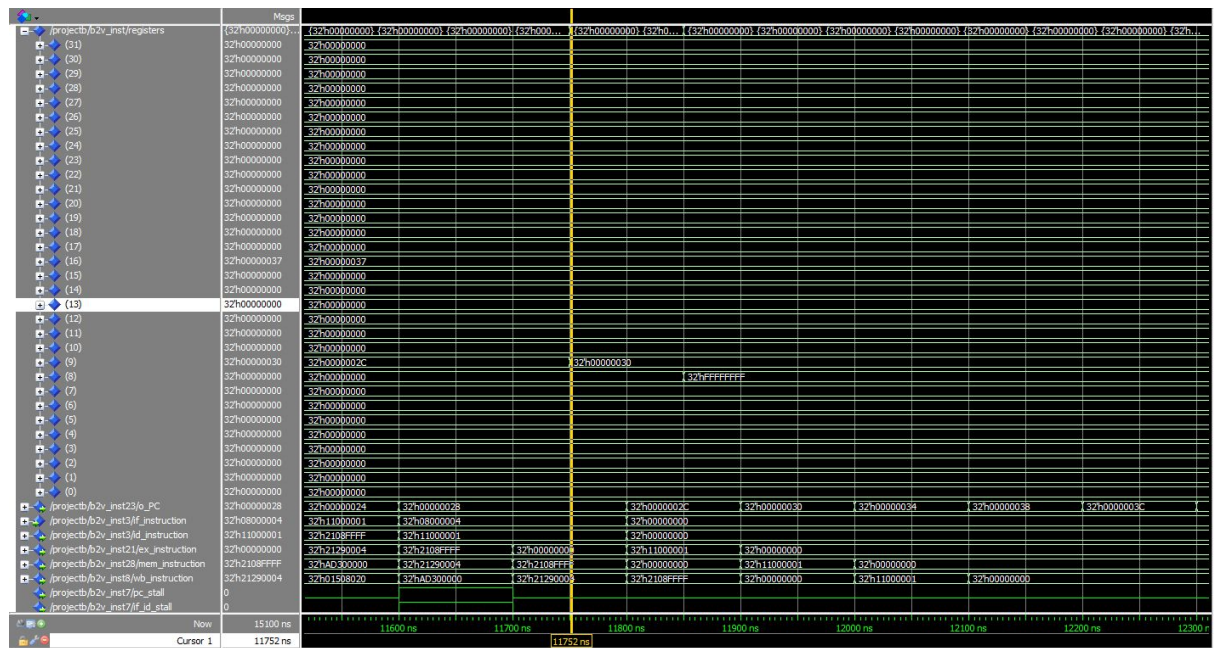 Msgs
/projectb/b2v_inst/registers {32'h00000000}... {32'h00000000} {32'h00000000} {32'h00000000} {32'h000... {32'h00000000} {32'h0... {32'h00000000} {32'h00000000} {32'h00000000} {32'h00000000} {32'h00000000} {32'h00000000} {32'h00000000} {32'h...
(31) 32'h00000000 32'h00000000
(30) 32'h00000000 32'h00000000
(29) 32'h00000000 32'h00000000
(28) 32'h00000000 32'h00000000
(27) 32'h00000000 32'h00000000
(26) 32'h00000000 32'h00000000
(25) 32'h00000000 32'h00000000
(24) 32'h00000000 32'h00000000
(23) 32'h00000000 32'h00000000
(22) 32'h00000000 32'h00000000
(21) 32'h00000000 32'h00000000
(20) 32'h00000000 32'h00000000
(19) 32'h00000000 32'h00000000
(18) 32'h00000000 32'h00000000
(17) 32'h00000000 32'h00000000
(16) 32'h00000037 32'h00000037
(15) 32'h00000000 32'h00000000
(14) 32'h00000000 32'h00000000
(13) 32'h00000000 32'h00000000
(12) 32'h00000000 32'h00000000
(11) 32'h00000000 32'h00000000
(10) 32'h00000000 32'h00000000
(9) 32'h00000030 32'h0000002C 32'h00000030
(8) 32'h00000000 32'h00000000 32'hFFFFFFFF
(7) 32'h00000000 32'h00000000
(6) 32'h00000000 32'h00000000
(5) 32'h00000000 32'h00000000
(4) 32'h00000000 32'h00000000
(3) 32'h00000000 32'h00000000
(2) 32'h00000000 32'h00000000
(1) 32'h00000000 32'h00000000
(0) 32'h00000000 32'h00000000
/projectb/b2v_inst23/o_PC 32'h00000028 32'h00000024 32'h00000028 32'h0000002C 32'h00000030 32'h00000034 32'h00000038 32'h0000003C
/projectb/b2v_inst3/if_instruction 32'h08000004 32'h11000001 32'h08000004 32'h00000000
/projectb/b2v_inst3/id_instruction 32'h11000001 32'h2108FFFF 32'h11000001 32'h00000000
/projectb/b2v_inst21/ex_instruction 32'h00000000 32'h21290004 32'h2108FFFF 32'h00000000 32'h11000001 32'h00000000
/projectb/b2v_inst28/mem_instruction 32'h2108FFFF 32'hAD300000 32'h21290004 32'h2108FFFF 32'h00000000 32'h11000001 32'h00000000
/projectb/b2v_inst8/wb_instruction 32'h21290004 32'h01508020 32'hAD300000 32'h21290004 32'h2108FFFF 32'h00000000 32'h11000001 32'h00000000
/projectb/b2v_inst7/pc_stall 0
/projectb/b2v_inst7/if_id_stall 0
Now 15100 ns
11600 ns 11700 ns 11800 ns 11900 ns 12000 ns 12100 ns 12200 ns 12300 n
Cursor 1 11752 ns 11752 ns